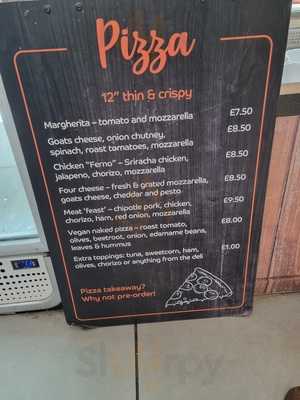 Pizza
12" thin & crispy
Margherita – tomato and mozzarella £7.50
Goats cheese, onion chutney, £8.50
spinach, roast tomatoes, mozzarella
Chicken "Ferno" – Sriracha chicken, £8.50
jalapeno, chorizo, mozzarella
Four cheese – fresh & grated mozzarella, £8.50
goats cheese, cheddar and pesto
Meat 'feast' – chipotle pork, chicken, £9.50
chorizo, ham, red onion, mozzarella
Vegan naked pizza – roast tomato, £8.00
olives, beetroot, onion, edamame beans,
leaves & hummus
Extra toppings: tuna, sweetcorn, ham, £1.00
olives, chorizo or anything from the deli
Pizza takeaway?
Why not pre-order!